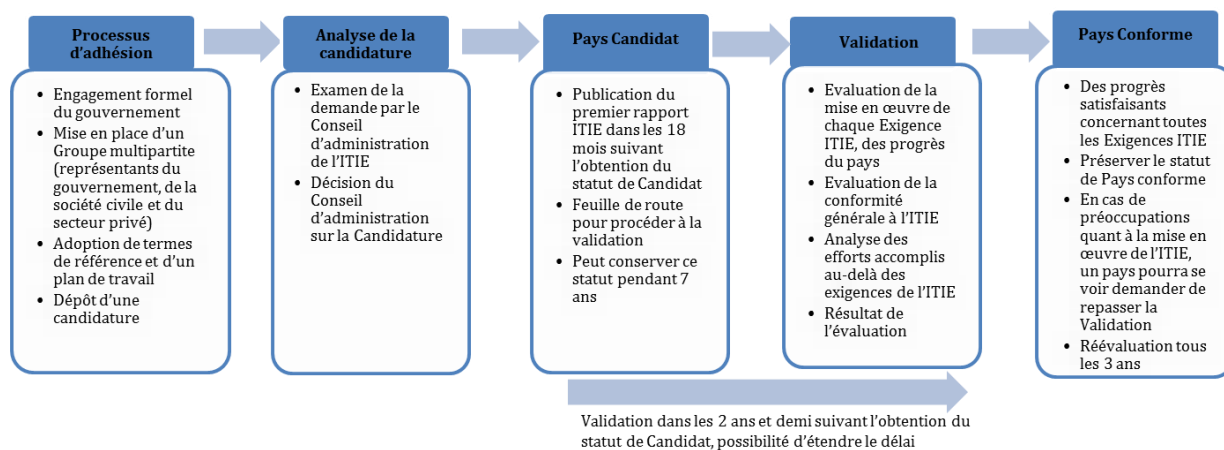 Processus
d'adhésion
• Engagement formel
du gouvernement
• Mise en place d'un
Groupe multipartite
(représentants du
gouvernement, de la
société civile et du
secteur privé)
• Adoption de termes
de référence et d'un
plan de travail
• Dépôt d'une
candidature
Analyse de la
candidature
• Examen de la
demande par le
Conseil
d'administration
de l'ITIE
• Décision du
Conseil
d'administration
sur la Candidature
Pays Candidat
• Publication du
premier rapport
ITIE dans les 18
mois suivant
l'obtention du
statut de Candidat
• Feuille de route
pour procéder à la
validation
• Peut conserver ce
statut pendant 7
ans
Validation
• Evaluation de la
mise en œuvre de
chaque Exigence
ITIE, des progrès
du pays
• Evaluation de la
conformité
générale à l'ITIE
• Analyse des
efforts accomplis
au-delà des
exigences de l'ITIE
• Résultat de
l'évaluation
Pays Conforme
• Des progrès
satisfaisants
concernant toutes
les Exigences ITIE
• Préserver le statut
de Pays conforme
• En cas de
préoccupations
quant à la mise en
œuvre de l'ITIE,
un pays pourra se
voir demander de
repasser la
Validation
• Réévaluation tous
les 3 ans
Validation dans les 2 ans et demi suivant l'obtention du
statut de Candidat, possibilité d'étendre le délai